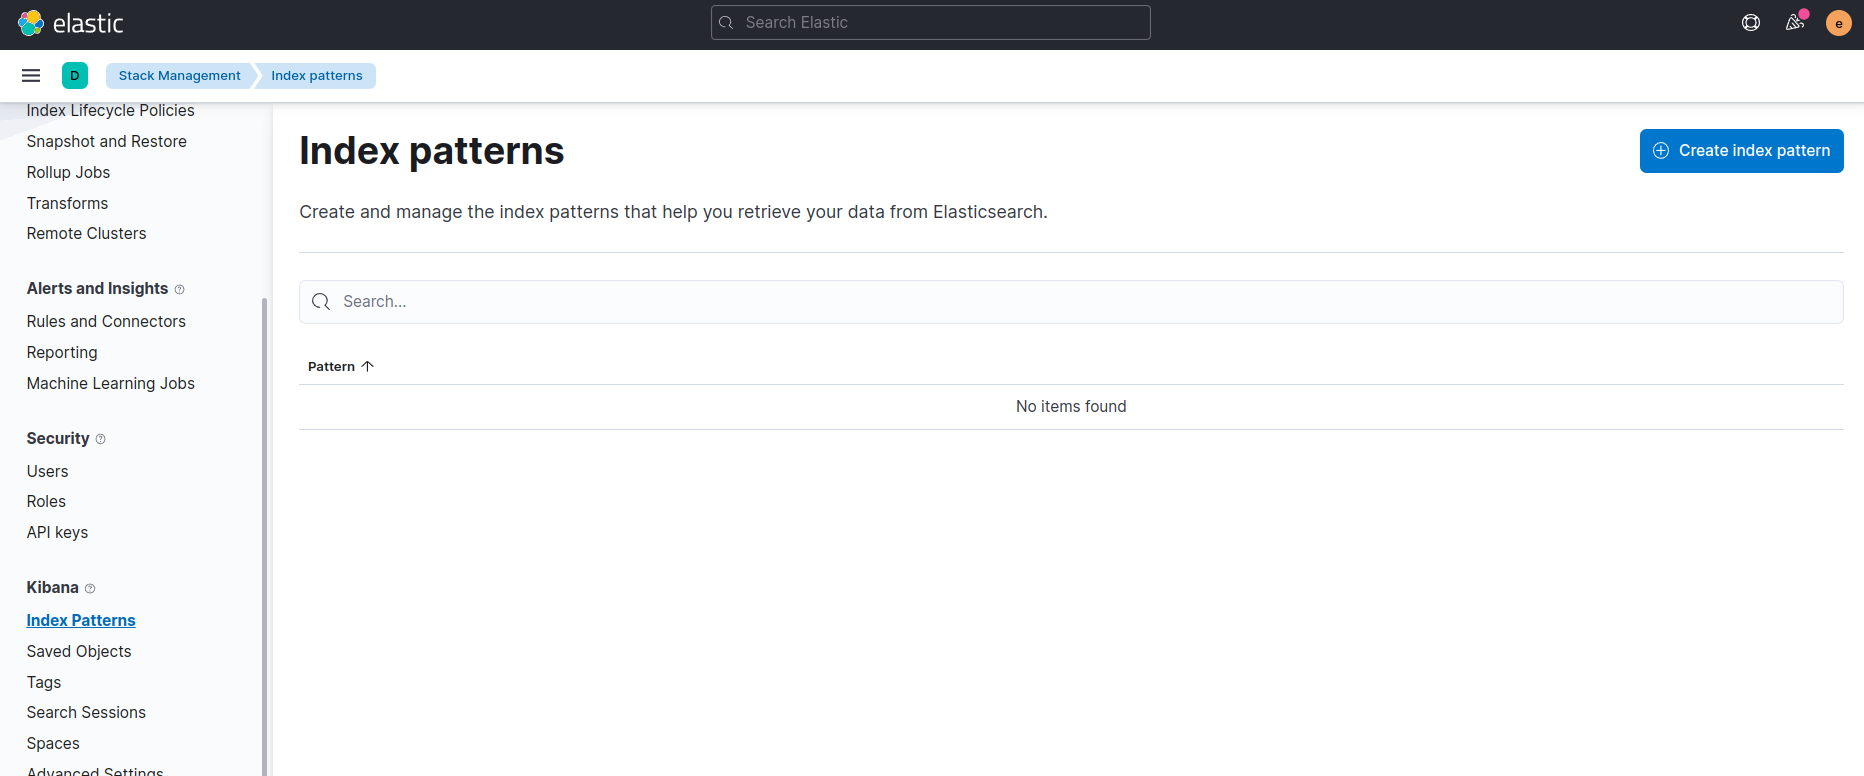 elastic
Search Elastic
e
D
Stack Management
Index patterns
Index Lifecycle Policies
Snapshot and Restore
Rollup Jobs
Transforms
Remote Clusters
Alerts and Insights
Rules and Connectors
Reporting
Machine Learning Jobs
Security
Users
Roles
API keys
Kibana
Index Patterns
Saved Objects
Tags
Search Sessions
Spaces
Advanced Settings
Index patterns
Create index pattern
Create and manage the index patterns that help you retrieve your data from Elasticsearch.
Search...
Pattern
No items found